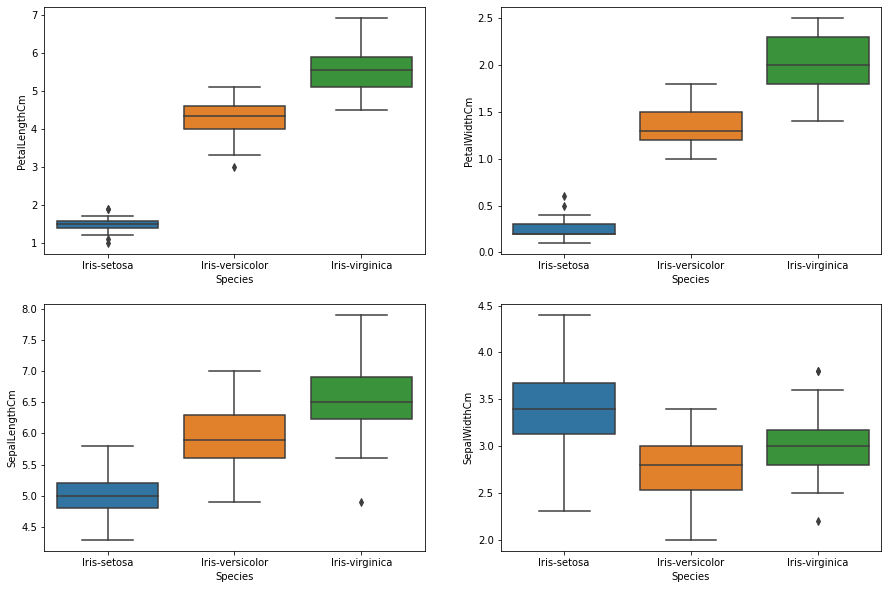 PetalLengthCm
7
6
5
4
3
2
1
Iris-setosa Iris-versicolor Iris-virginica
Species
PetalWidthCm
2.5
2.0
1.5
1.0
0.5
0.0
Iris-setosa Iris-versicolor Iris-virginica
Species
SepalLengthCm
8.0
7.5
7.0
6.5
6.0
5.5
5.0
4.5
Iris-setosa Iris-versicolor Iris-virginica
Species
SepalWidthCm
4.5
4.0
3.5
3.0
2.5
2.0
Iris-setosa Iris-versicolor Iris-virginica
Species